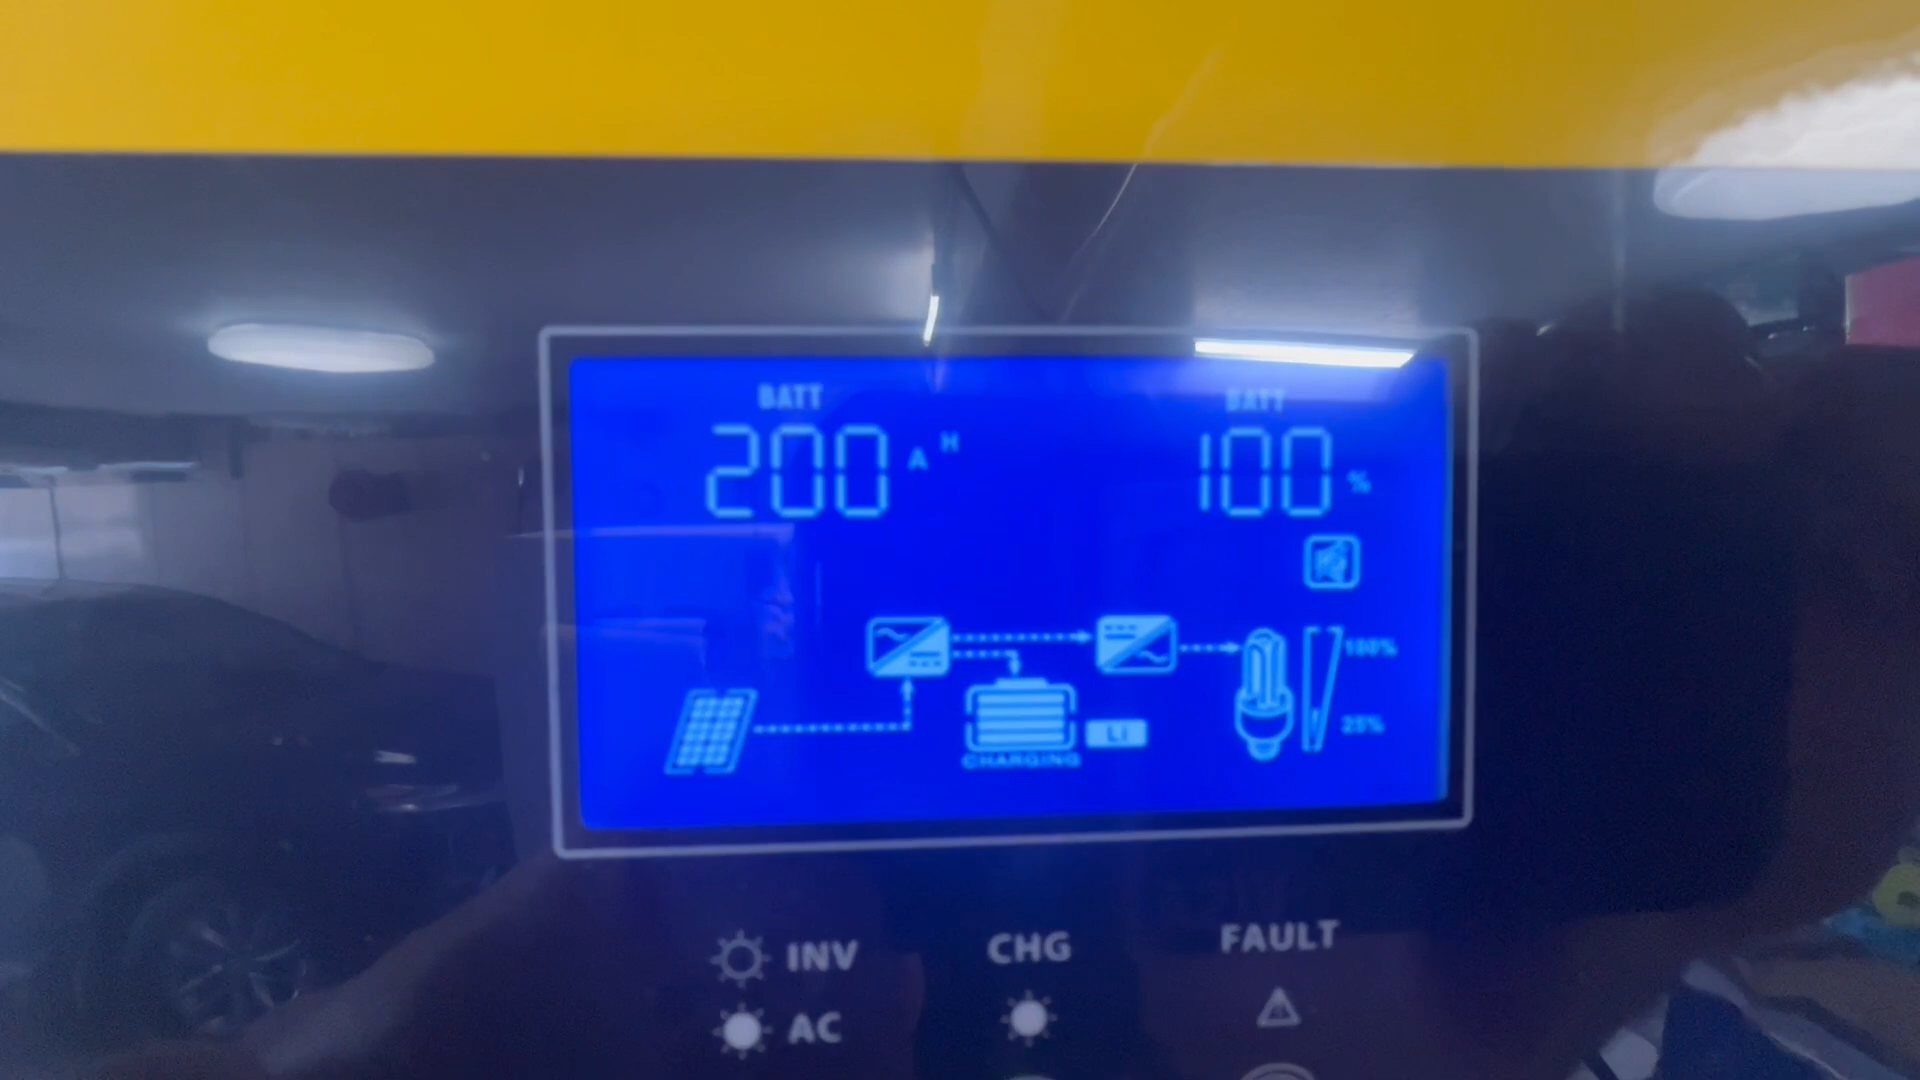 BATT BATT
200 AH 100 %
100%
Li 25%
CHARGING
INV CHG FAULT
AC